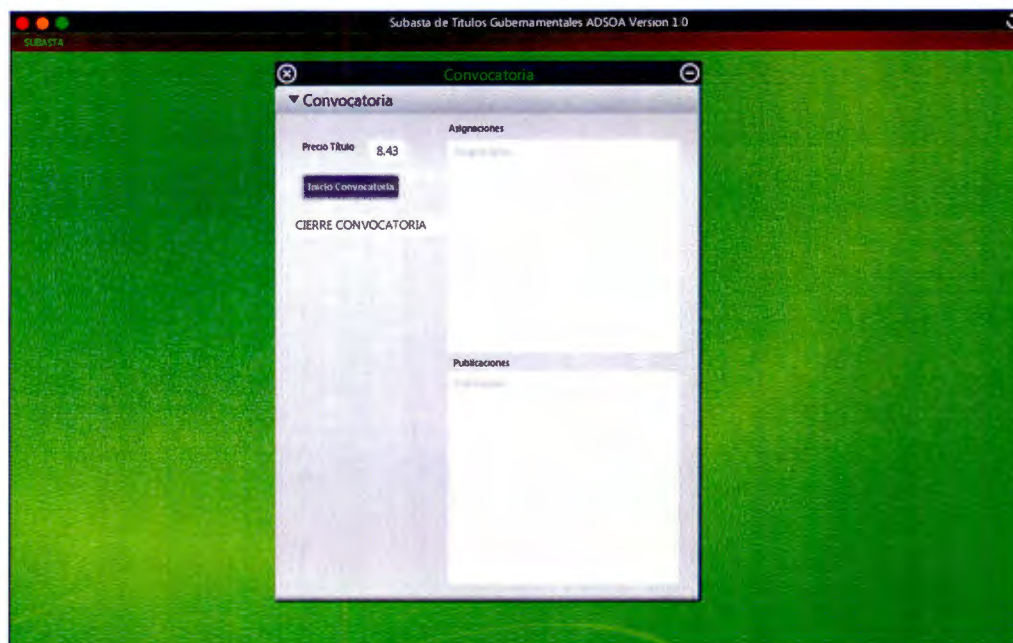 Subasta de Titulos Gubernamentales ADSOA Version 1.0
SUBASTA
Convocatoria
Convocatoria
Precio Título 8.43
Inicio Convocatoria
CIERRE CONVOCATORIA
Asignaciones
Publicaciones